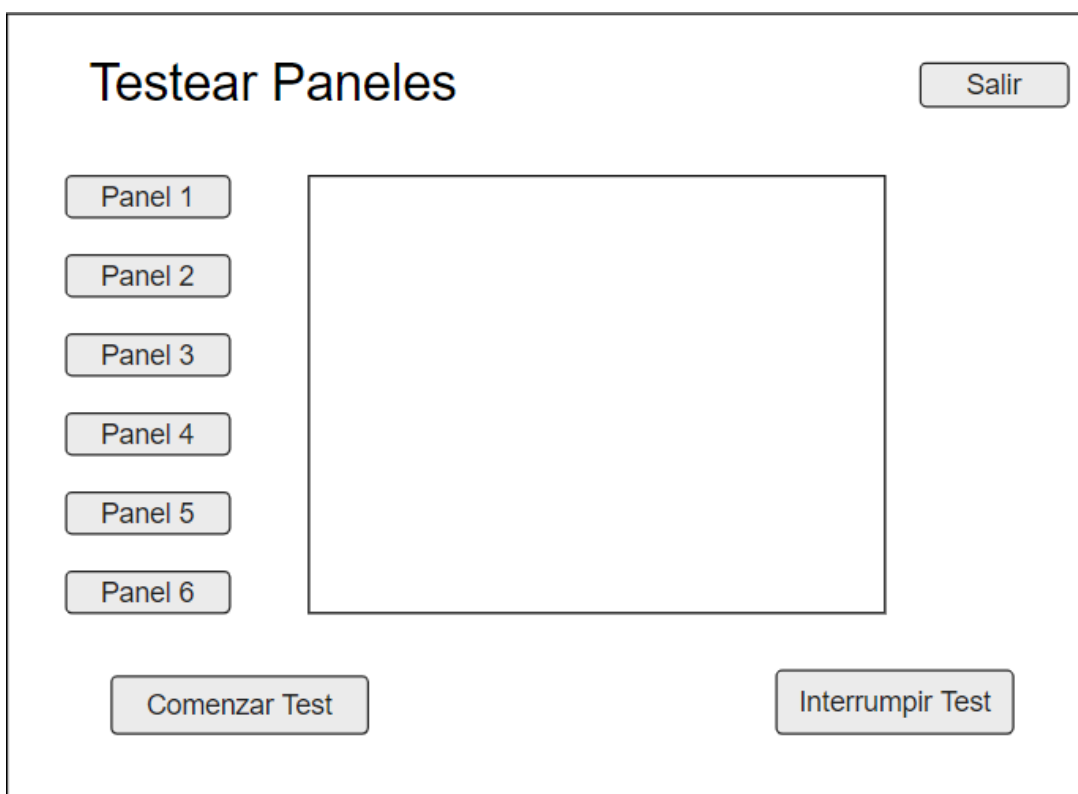 Testear Paneles
Salir
Panel 1
Panel 2
Panel 3
Panel 4
Panel 5
Panel 6
Comenzar Test
Interrumpir Test